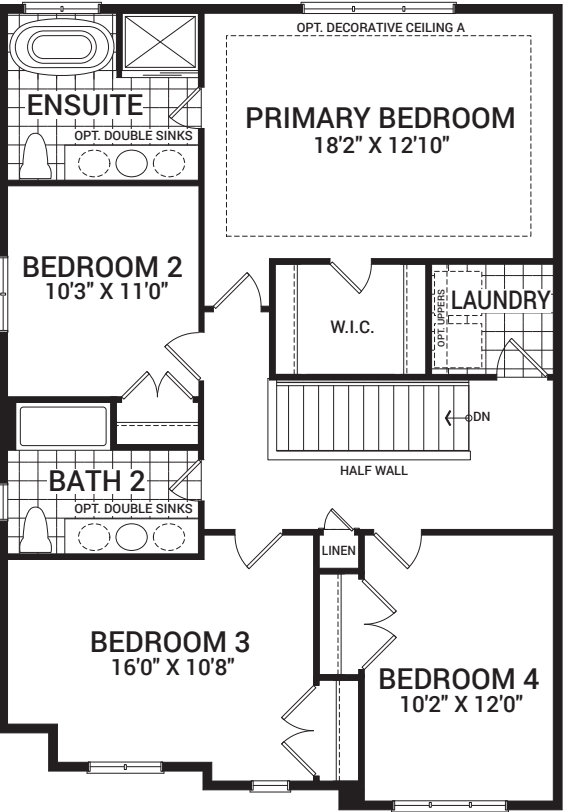 OPT. DECORATIVE CEILING A
ENSUITE
OPT. DOUBLE SINKS
PRIMARY BEDROOM
18'2" X 12'10"
BEDROOM 2
10'3" X 11'0"
W.I.C.
OPT. UPPERS
LAUNDRY
DN
HALF WALL
BATH 2
OPT. DOUBLE SINKS
LINEN
BEDROOM 3
16'0" X 10'8"
BEDROOM 4
10'2" X 12'0"